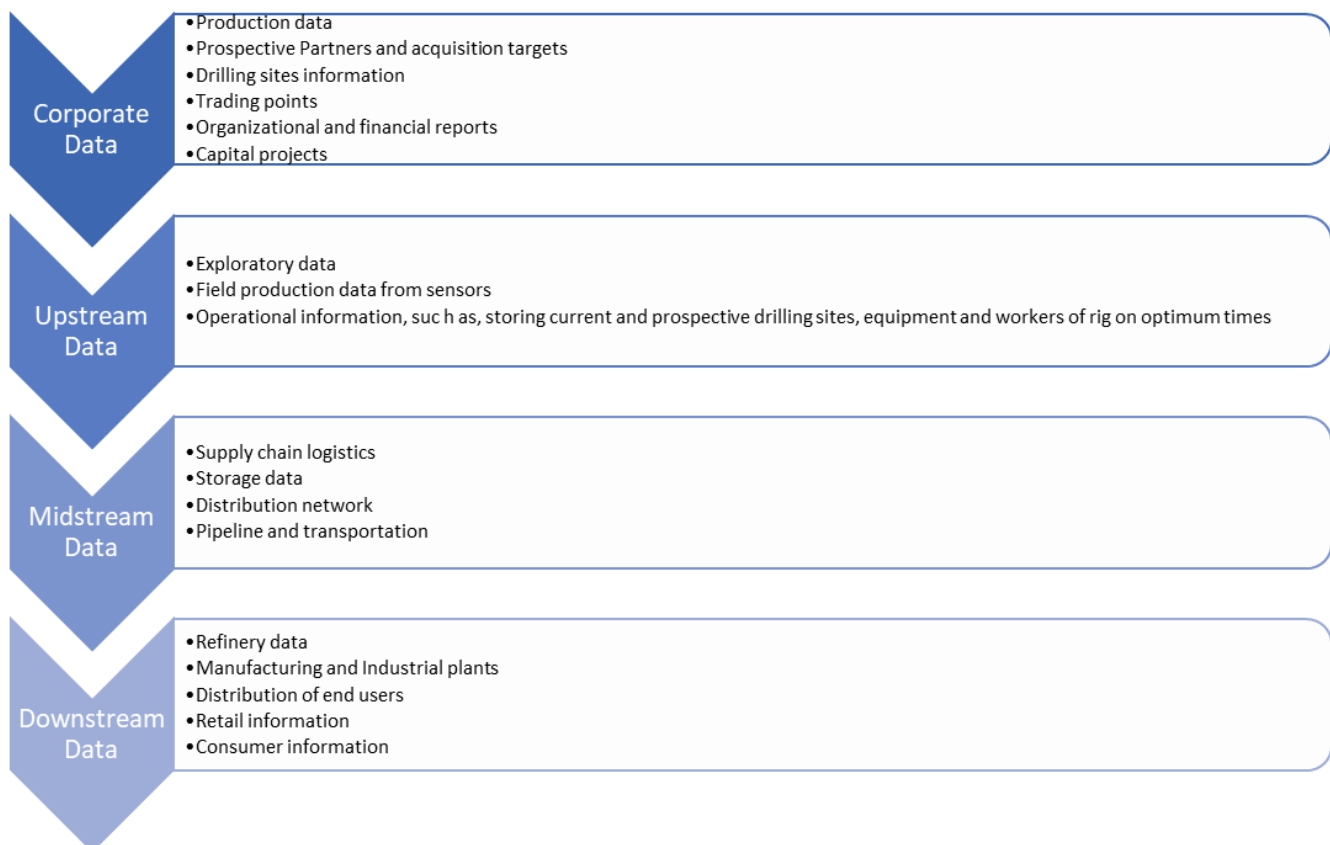 Corporate
Data
•Production data
•Prospective Partners and acquisition targets
•Drilling sites information
•Trading points
•Organizational and financial reports
•Capital projects
Upstream
Data
•Exploratory data
•Field production data from sensors
•Operational information, suc h as, storing current and prospective drilling sites, equipment and workers of rig on optimum times
Midstream
Data
•Supply chain logistics
•Storage data
•Distribution network
•Pipeline and transportation
Downstream
Data
•Refinery data
•Manufacturing and Industrial plants
•Distribution of end users
•Retail information
•Consumer information